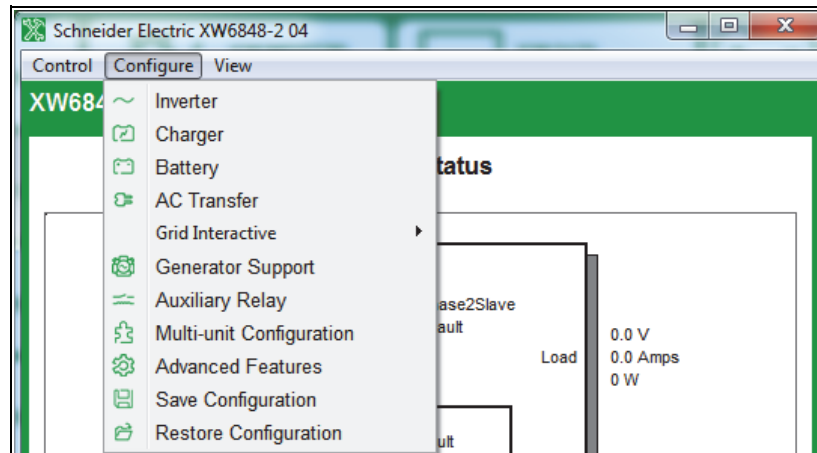 Schneider Electric XW6848-2 04
Control Configure View
XW684
Inverter
Charger
Battery
tatus
AC Transfer
Grid Interactive
Generator Support
Auxiliary Relay
ase2Slave
Multi-unit Configuration
ault
0.0 V
Advanced Features
Load
0.0 Amps
0 W
Save Configuration
Restore Configuration
ult